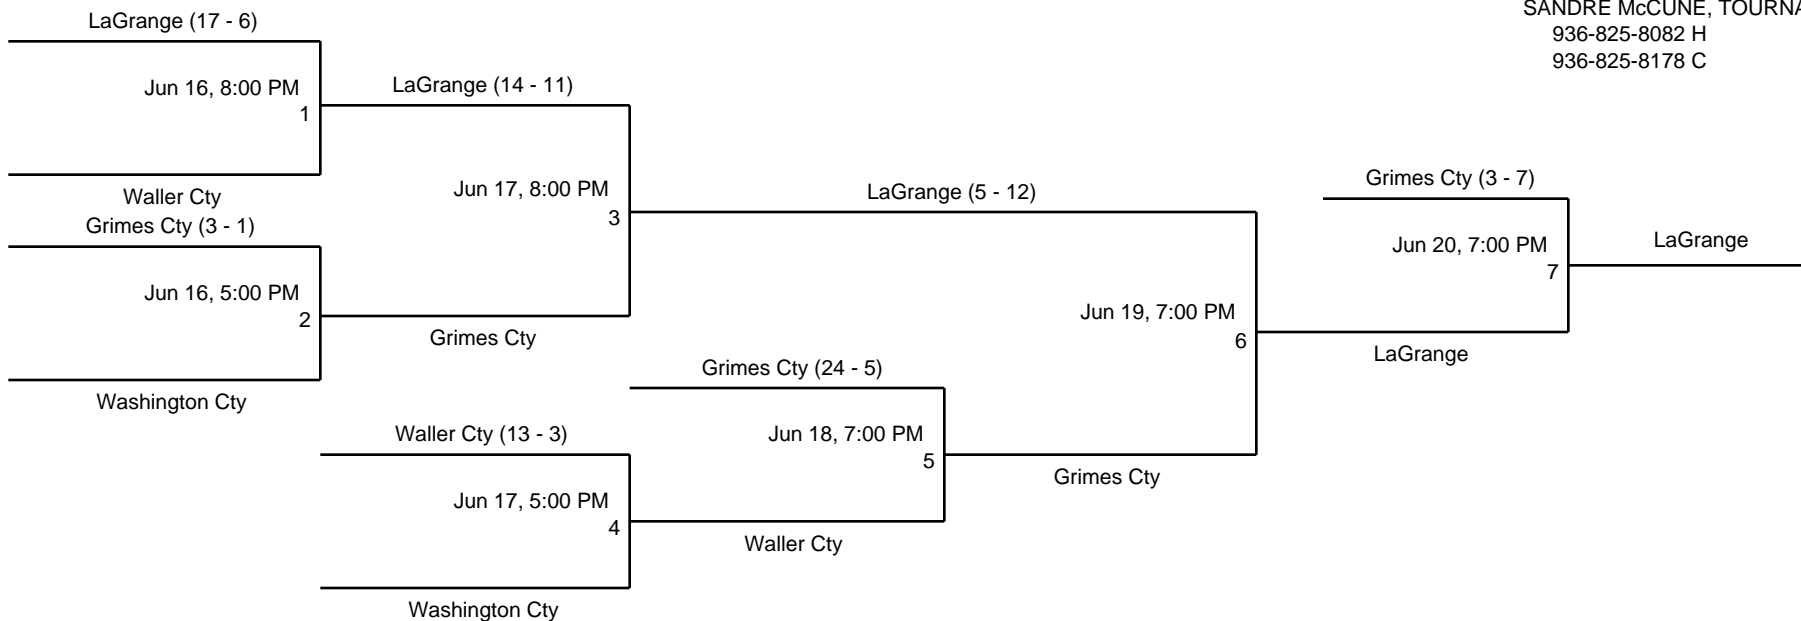 SANDRE McCUNE, TOURNA
936-825-8082 H
936-825-8178 C
LaGrange (17 - 6)
Jun 16, 8:00 PM
1
Waller Cty
Grimes Cty (3 - 1)
Jun 16, 5:00 PM
2
Washington Cty
LaGrange (14 - 11)
Jun 17, 8:00 PM
3
Grimes Cty
Waller Cty (13 - 3)
Jun 17, 5:00 PM
4
Washington Cty
Grimes Cty (24 - 5)
Jun 18, 7:00 PM
5
Waller Cty
LaGrange (5 - 12)
Jun 19, 7:00 PM
6
Grimes Cty
Grimes Cty (3 - 7)
Jun 20, 7:00 PM
7
LaGrange
LaGrange